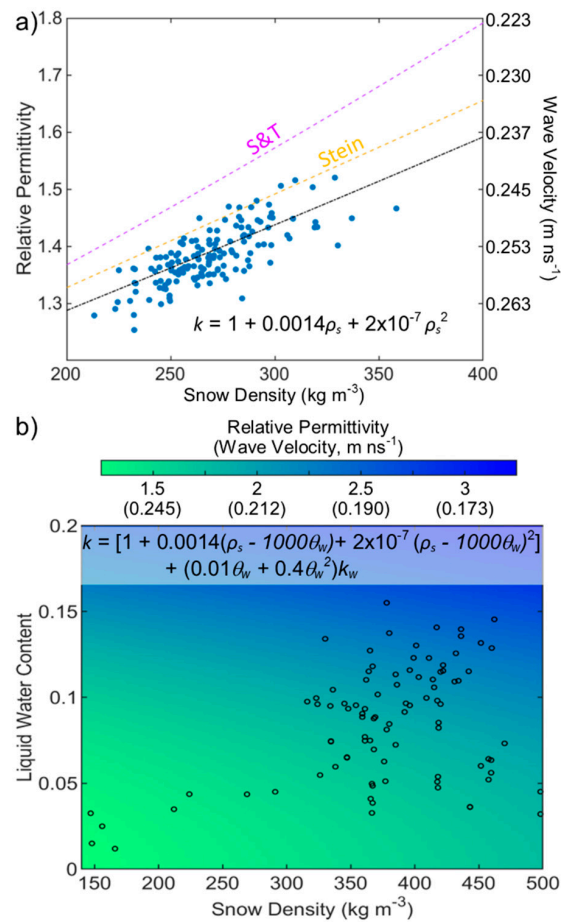 a)
1.8
1.7
1.6
1.5
1.4
1.3
Relative Permittivity
S&T
Stein
0.223
0.230
0.237
0.245
0.253
0.263
Wave Velocity (m ns⁻¹)
k = 1 + 0.0014ρₛ + 2x10⁻⁷ ρₛ²
200 250 300 350 400
Snow Density (kg m⁻³)
b)
Relative Permittivity
(Wave Velocity, m ns⁻¹)
1.5 2 2.5 3
(0.245) (0.212) (0.190) (0.173)
k = [1 + 0.0014(ρₛ - 1000θ_w)+ 2x10⁻⁷ (ρₛ - 1000θ_w)²]
+ (0.01θ_w + 0.4θ_w²)k_w
0.2
0.15
0.1
0.05
0
Liquid Water Content
150 200 250 300 350 400 450 500
Snow Density (kg m⁻³)